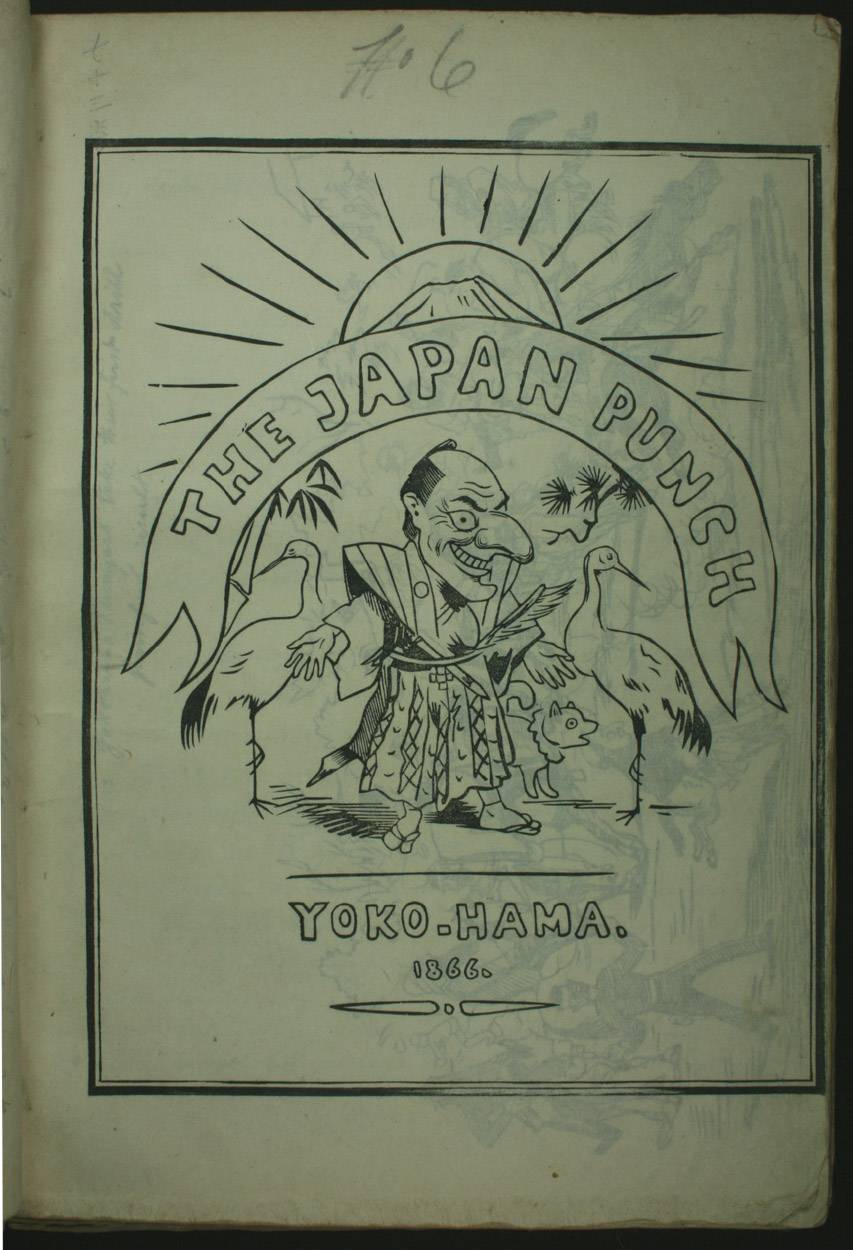 No 6
THE JAPAN PUNCH
YOKO-HAMA.
1866.